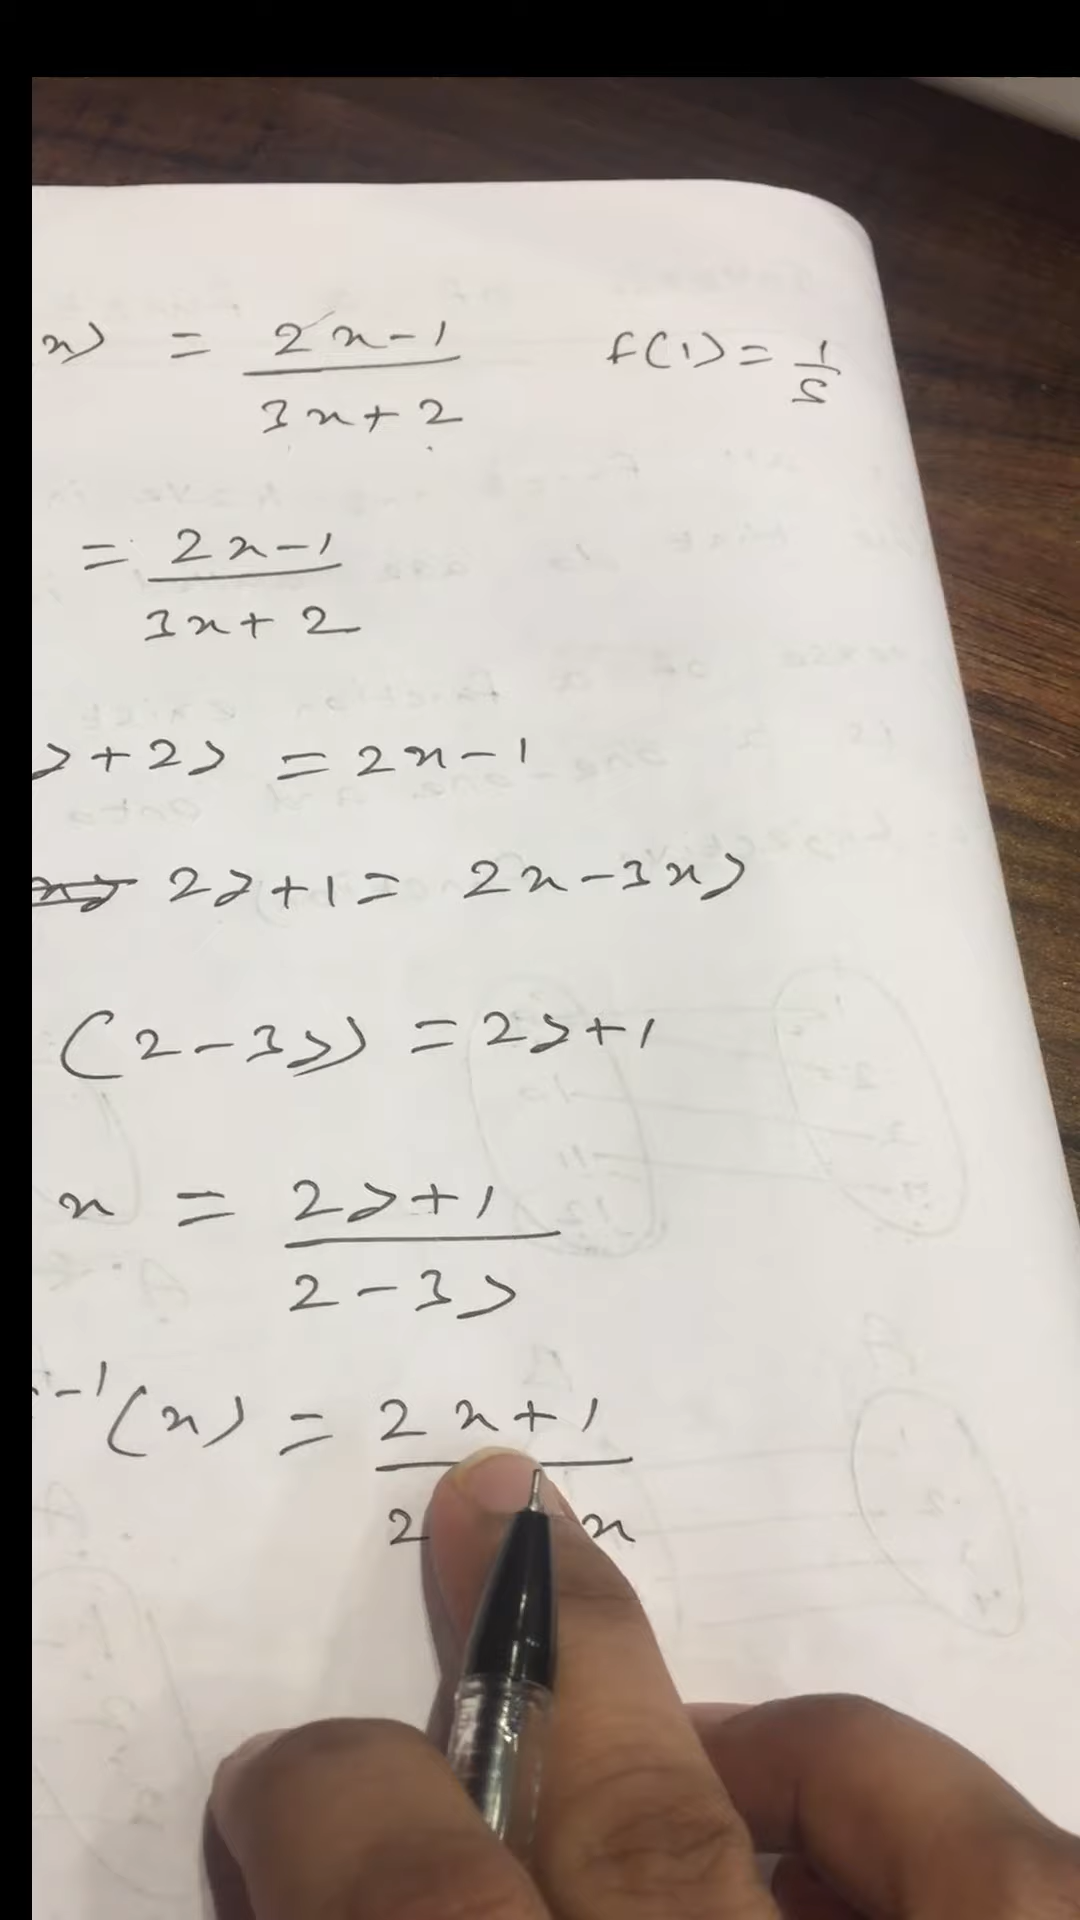 x) = 2x-1 / 3x+2 f(1) = 1/5
= 2x-1 / 3x+2
y+2y = 2x-1
2y+1 = 2x-3xy
(2-3y) = 2y+1
x = 2y+1 / 2-3y
-1(x) = 2x+1 / 2 x